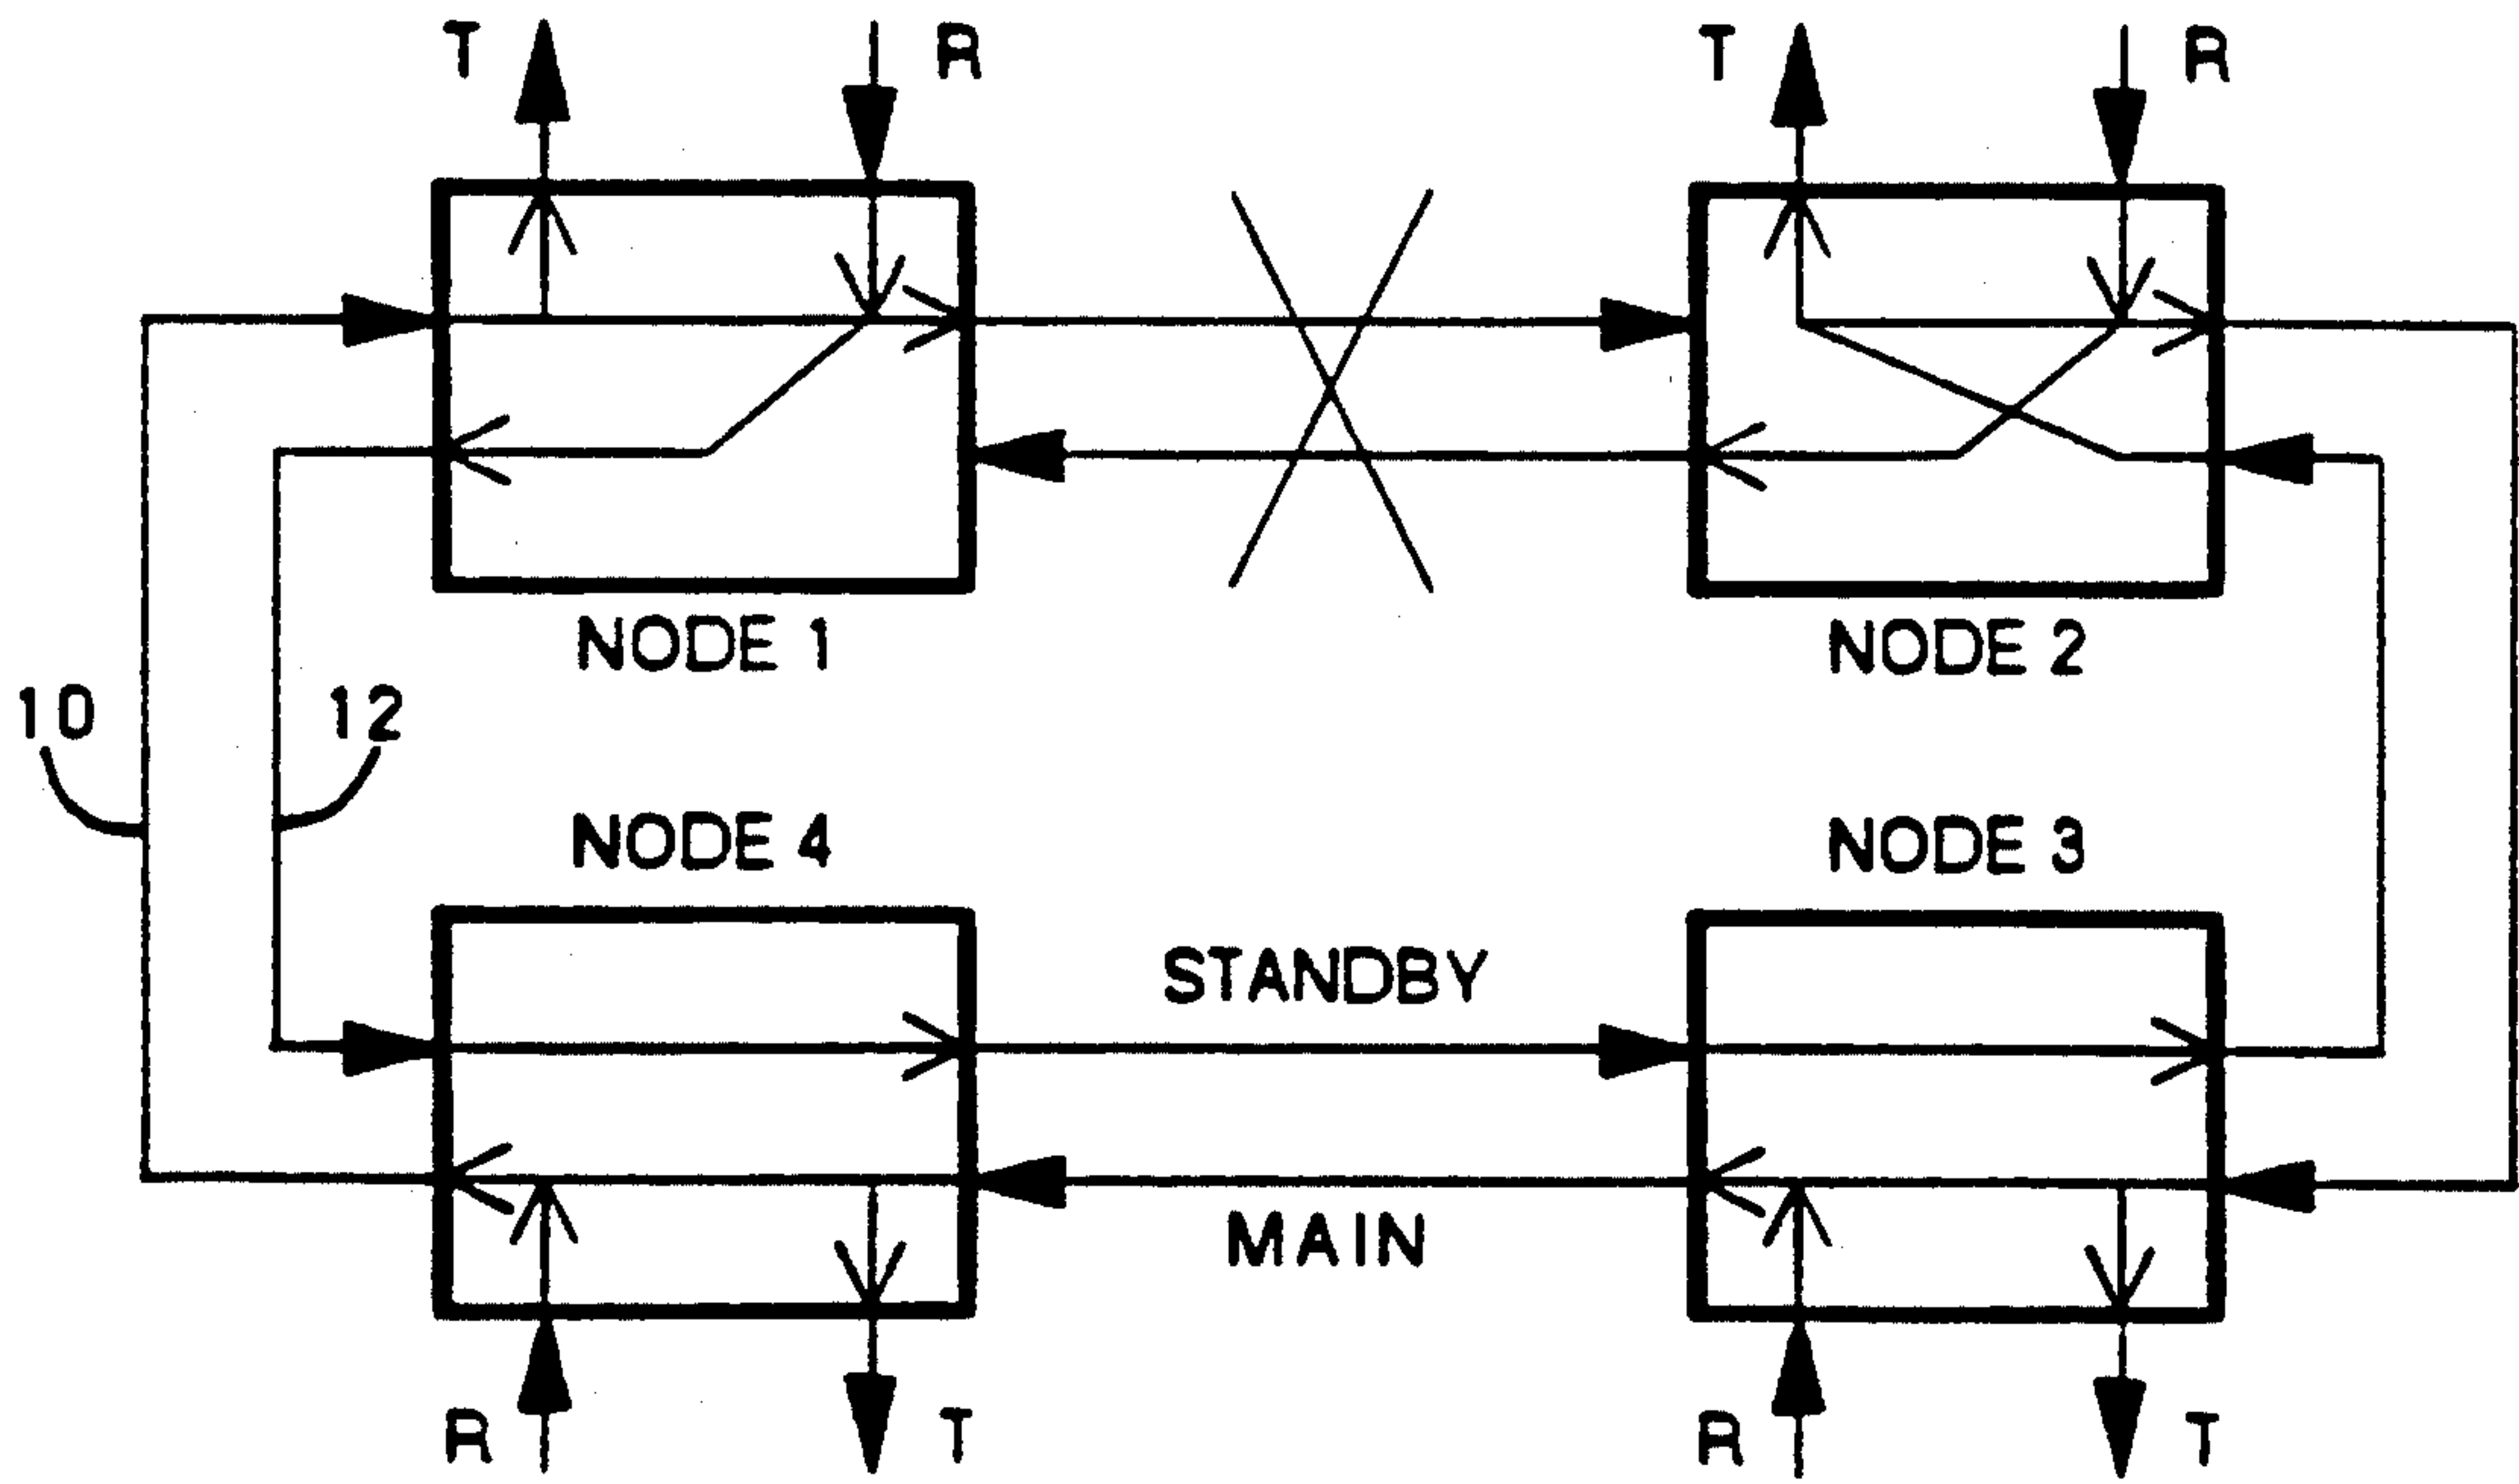 T R T R
NODE 1 NODE 2
10 12
NODE 4 NODE 3
STANDBY
MAIN
R T R T